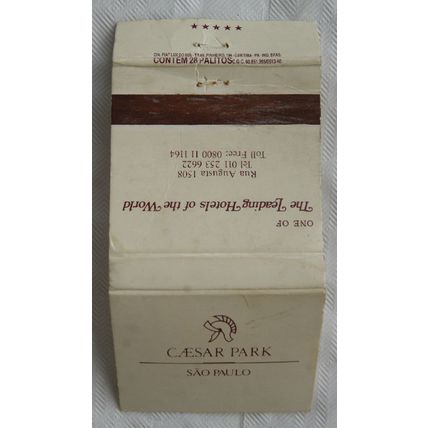 ★★★★★
CONTÉM 28 PALITOS
CÆSAR PARK
SÃO PAULO
ONE OF
The Leading Hotels of the World
Rua Augusta 1508
Tel 011 253 6622
Toll Free: 0800 11 1164